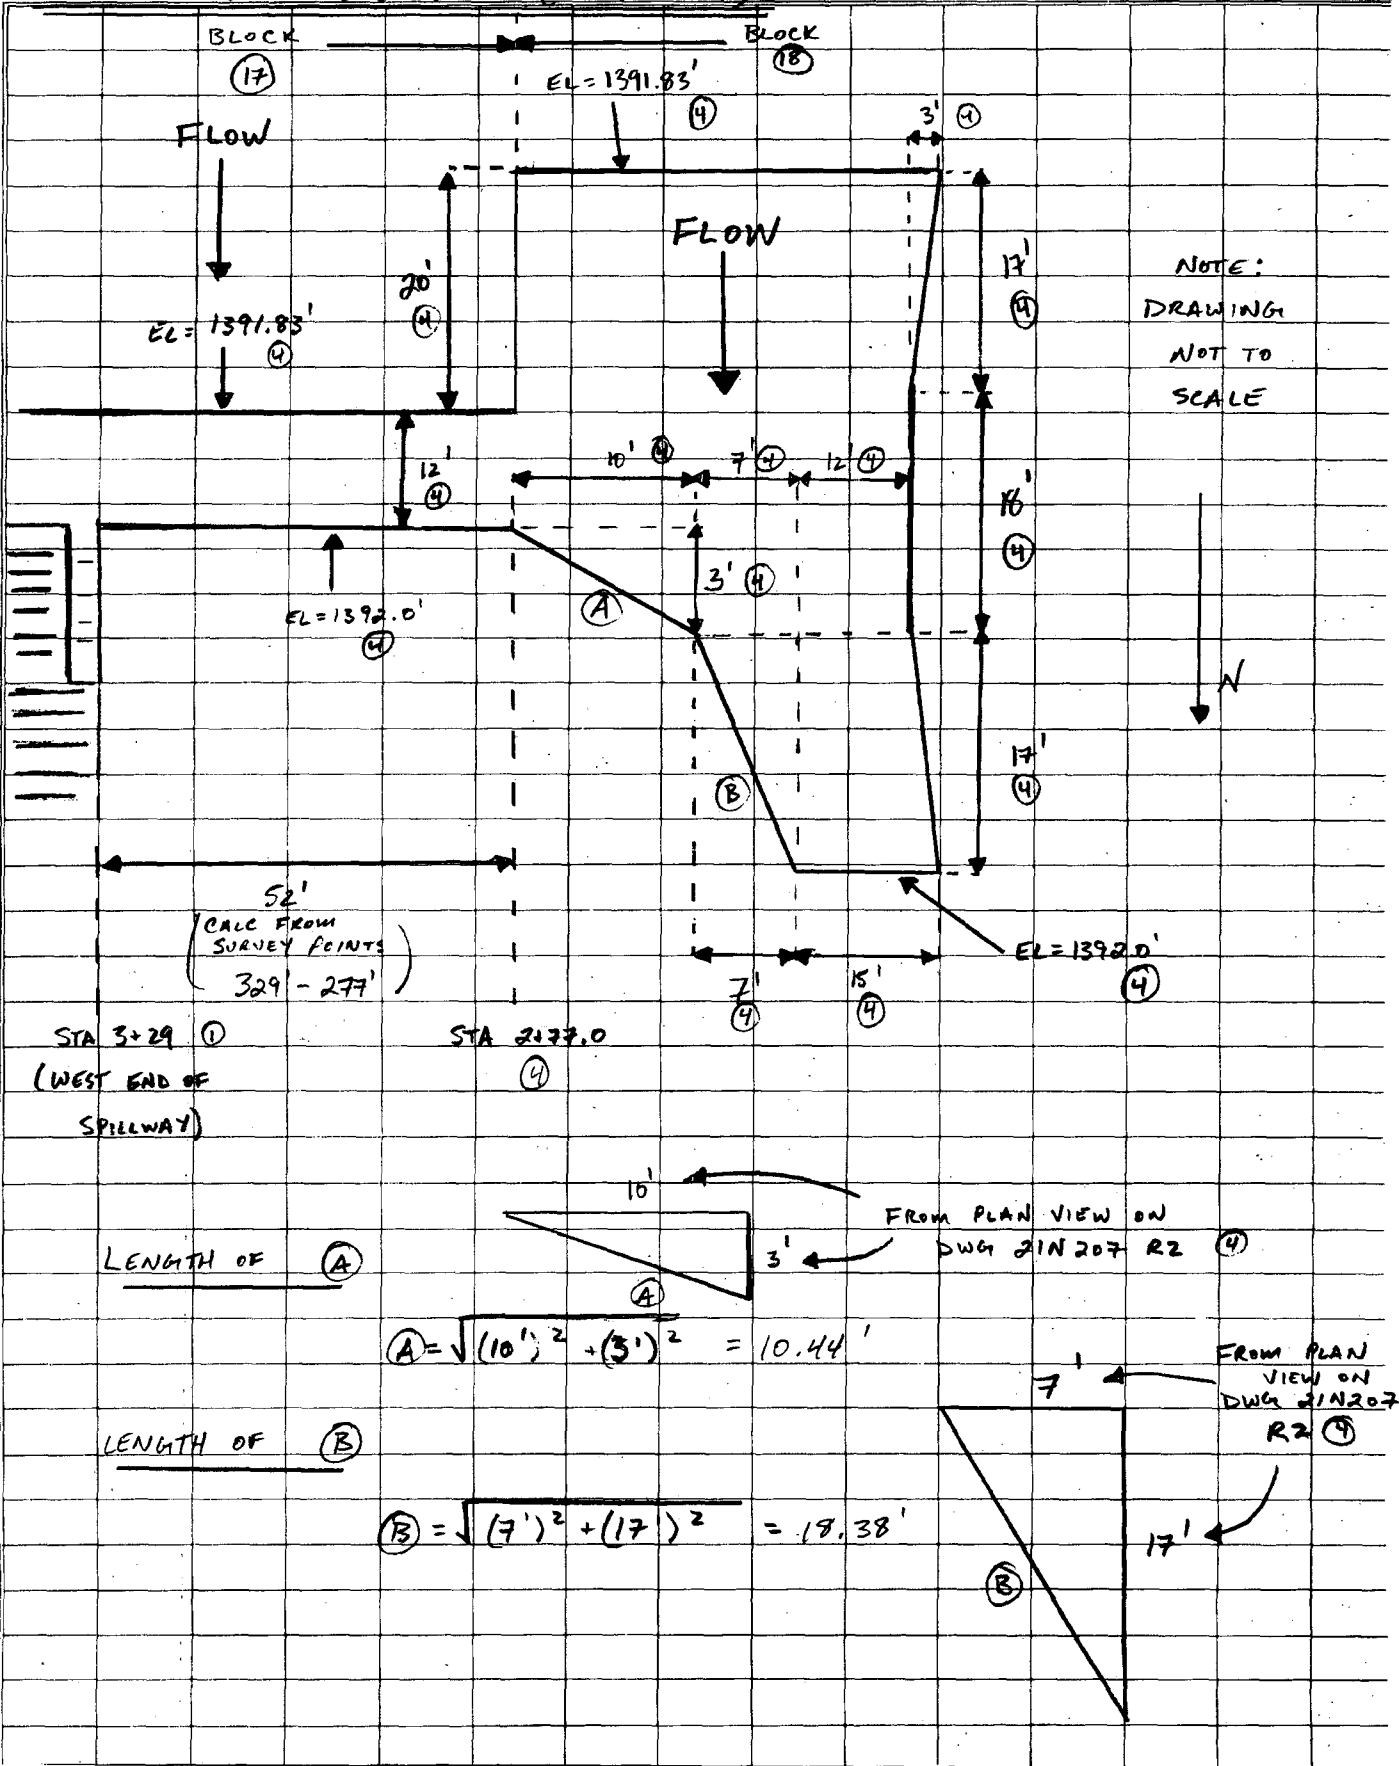 BLOCK
17
BLOCK
18
EL = 1391.83'
4
3' 4
FLOW
FLOW
20'
4
17'
4
NOTE:
DRAWING
NOT TO
SCALE
EL = 1391.83'
4
12'
4
10' 4
7' 4
12' 4
18'
4
3' 4
A
EL = 1392.0'
4
N
B
17'
4
52'
(CALC FROM
SURVEY POINTS
329' - 277')
EL = 1392.0'
4
7'
4
15'
4
STA 3+29 1
(WEST END OF
SPILLWAY)
STA 2+77.0
4
10'
3'
FROM PLAN VIEW ON
DWG 21N207 R2 4
LENGTH OF A
A
A = √(10')² + (3')² = 10.44'
7'
FROM PLAN
VIEW ON
DWG 21N207
R2 4
LENGTH OF B
B = √(7')² + (17')² = 18.38'
17'
B